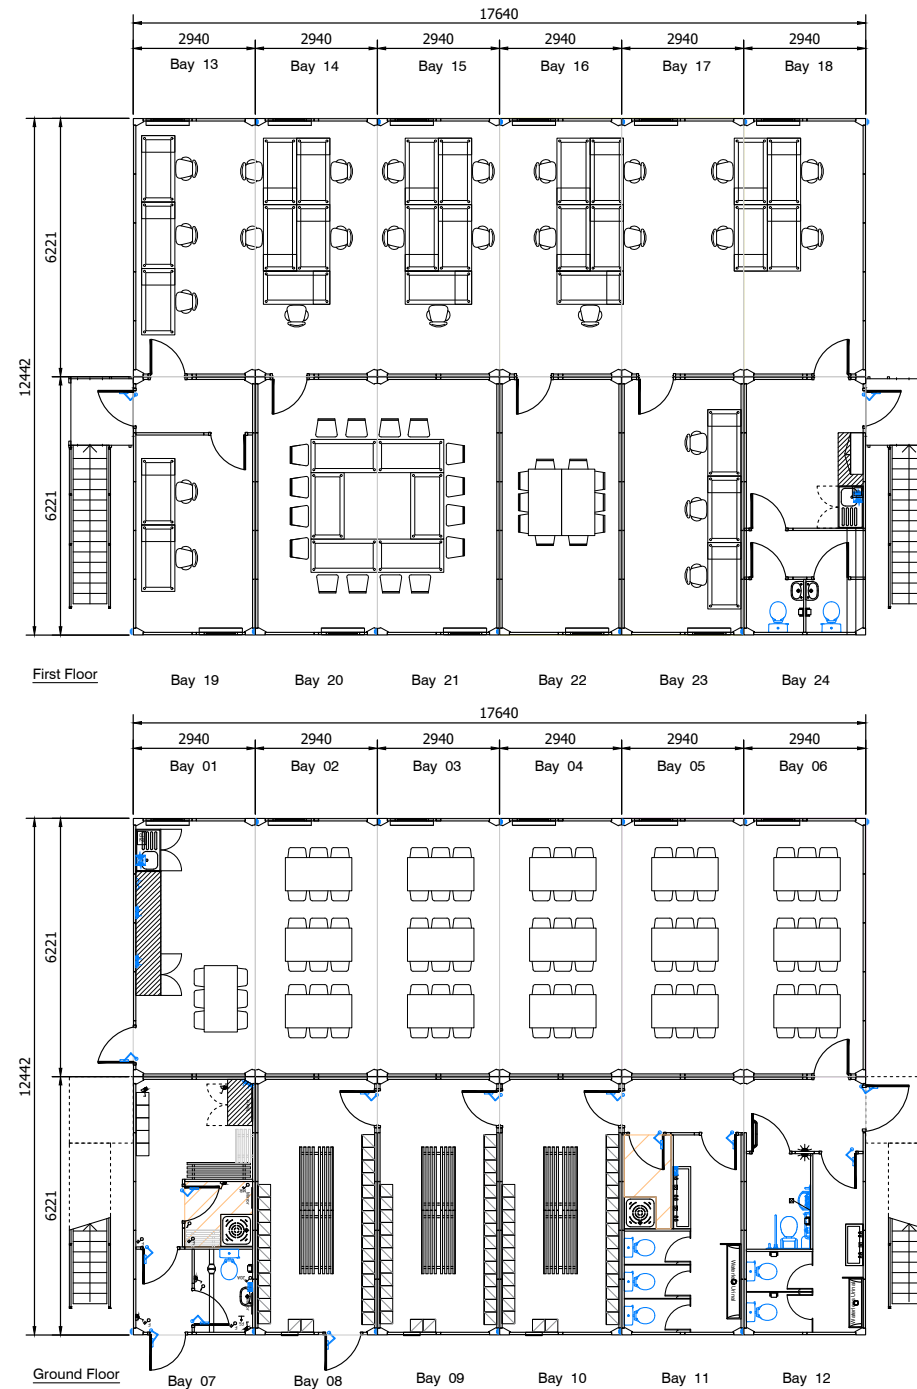 17640
2940 2940 2940 2940 2940 2940
Bay 13 Bay 14 Bay 15 Bay 16 Bay 17 Bay 18
6221
12442
6221
First Floor
Bay 19 Bay 20 Bay 21 Bay 22 Bay 23 Bay 24
17640
2940 2940 2940 2940 2940 2940
Bay 01 Bay 02 Bay 03 Bay 04 Bay 05 Bay 06
6221
12442
6221
Ground Floor
Bay 07 Bay 08 Bay 09 Bay 10 Bay 11 Bay 12